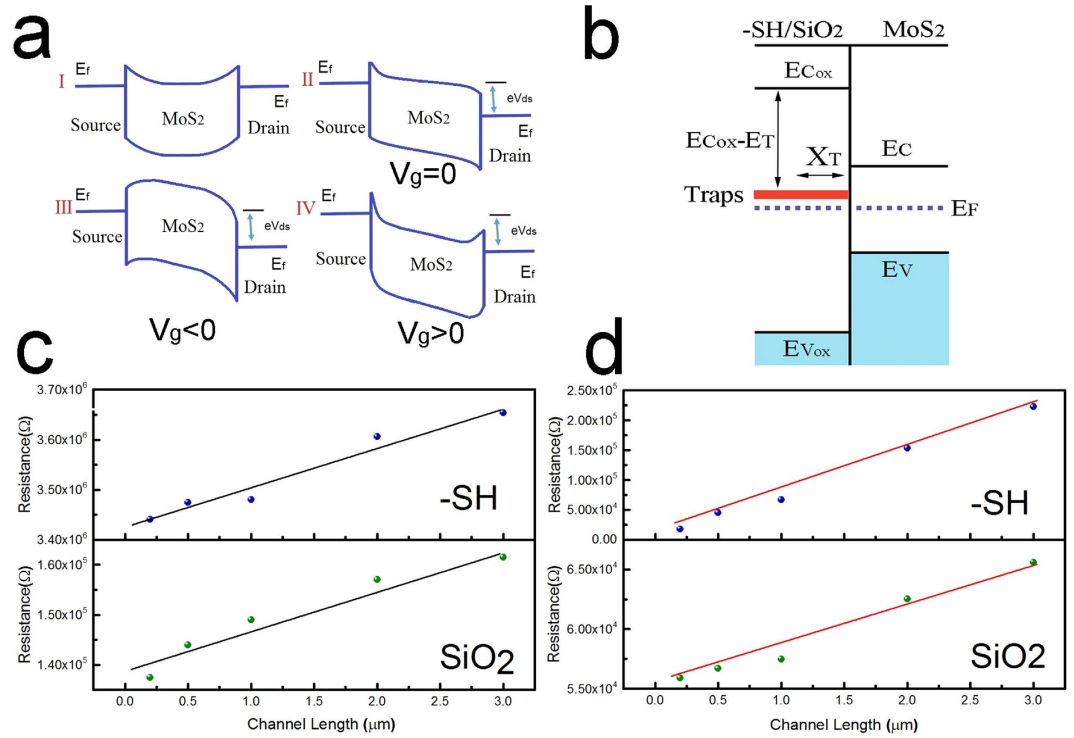 a
I
Ef
MoS2
Source
Ef
Drain
II
Ef
MoS2
Source
eVds
Ef
Drain
Vg=0
III
Ef
MoS2
Source
eVds
Ef
Drain
Vg<0
IV
Ef
MoS2
Source
eVds
Ef
Drain
Vg>0
b
-SH/SiO2 MoS2
ECox
ECox-ET
XT
EC
Traps
EF
EV
EVox
c
3.70x10^6
3.60x10^6
3.50x10^6
3.40x10^6
Resistance(Ω)
-SH
1.60x10^5
1.50x10^5
1.40x10^5
Resistance(Ω)
SiO2
0.0 0.5 1.0 1.5 2.0 2.5 3.0
Channel Length (μm)
d
2.50x10^5
2.00x10^5
1.50x10^5
1.00x10^5
5.00x10^4
0.00
Resistance(Ω)
-SH
6.50x10^4
6.00x10^4
5.50x10^4
Resistance(Ω)
SiO2
0.0 0.5 1.0 1.5 2.0 2.5 3.0
Channel Length (μm)